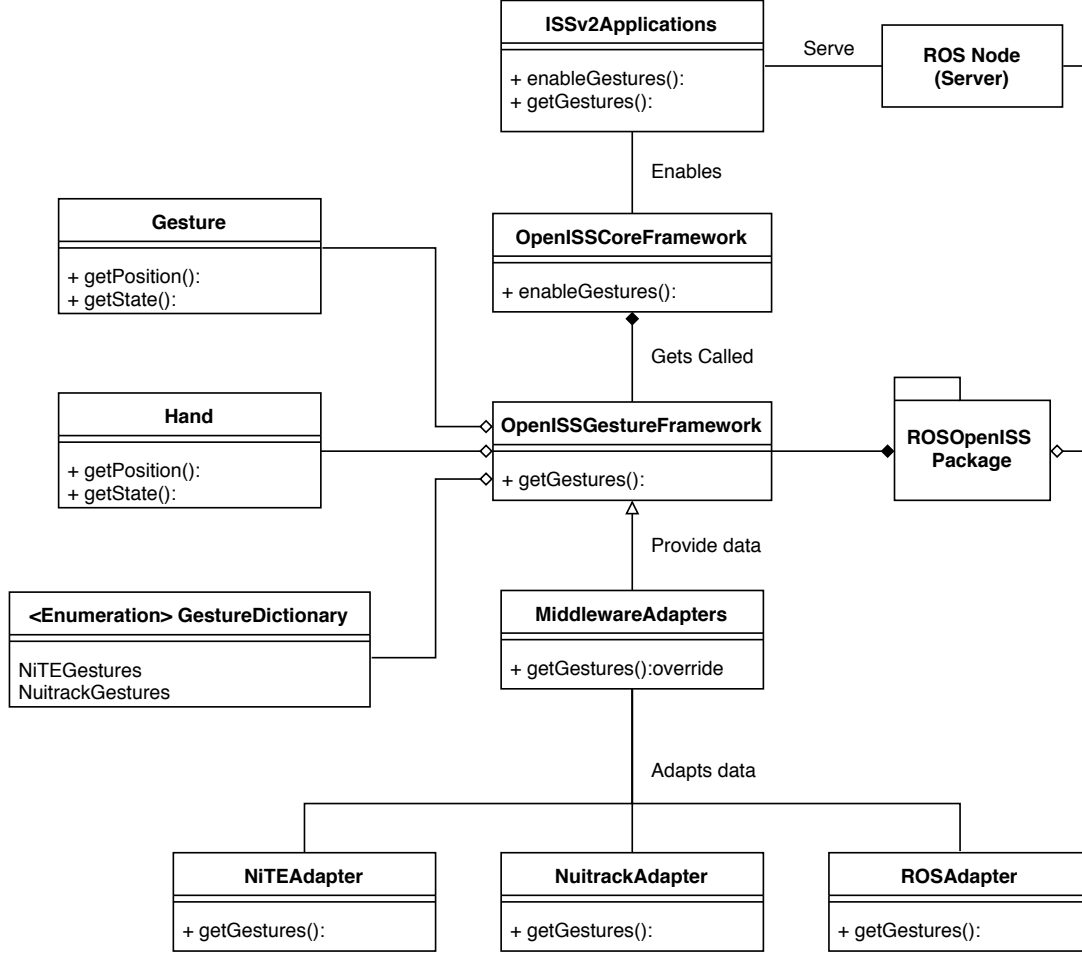 ISSv2Applications
+ enableGestures():
+ getGestures():
Serve
ROS Node
(Server)
Enables
Gesture
+ getPosition():
+ getState():
OpenISSCoreFramework
+ enableGestures():
Gets Called
Hand
+ getPosition():
+ getState():
OpenISSGestureFramework
+ getGestures():
ROSOpenISS
Package
Provide data
<Enumeration> GestureDictionary
NiTEGestures
NuitrackGestures
MiddlewareAdapters
+ getGestures():override
Adapts data
NiTEAdapter
+ getGestures():
NuitrackAdapter
+ getGestures():
ROSAdapter
+ getGestures():